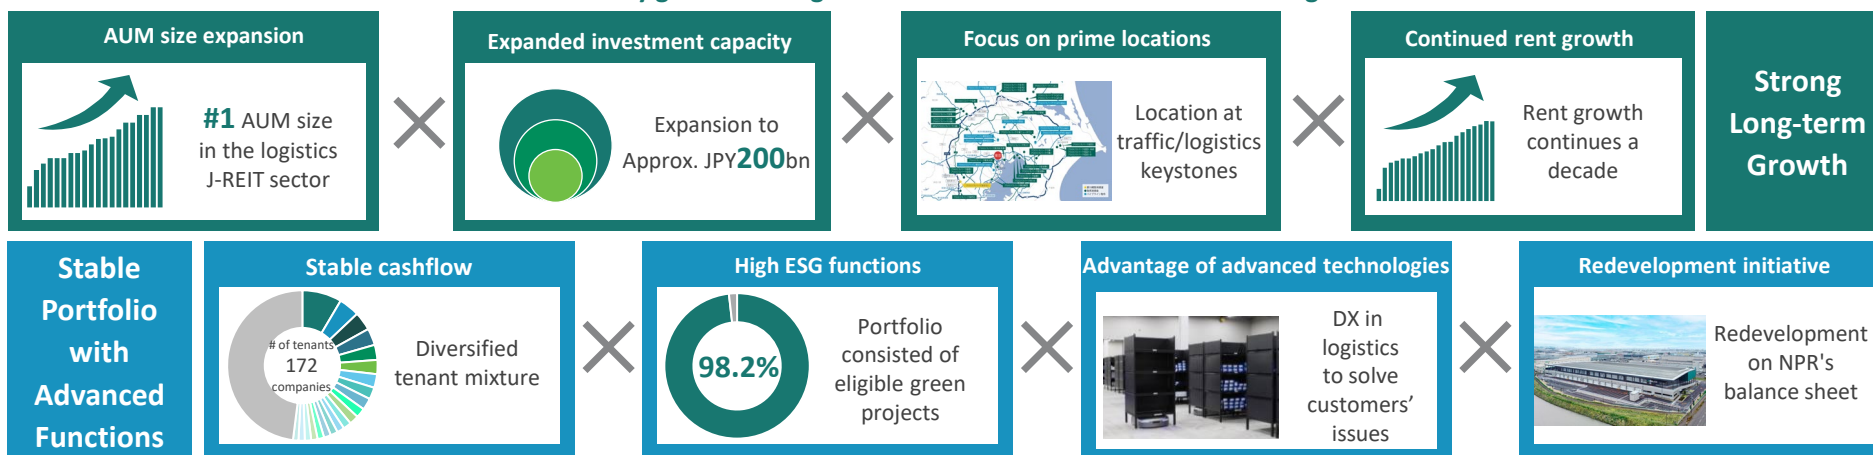 AUM size expansion
#1 AUM size
in the logistics
J-REIT sector
Expanded investment capacity
Expansion to
Approx. JPY200bn
Focus on prime locations
Location at
traffic/logistics
keystones
Continued rent growth
Rent growth
continues a
decade
Strong
Long-term
Growth
Stable
Portfolio
with
Advanced
Functions
Stable cashflow
# of tenants
172
companies
Diversified
tenant mixture
High ESG functions
98.2%
Portfolio
consisted of
eligible green
projects
Advantage of advanced technologies
DX in
logistics
to solve
customers’
issues
Redevelopment initiative
Redevelopment
on NPR's
balance sheet